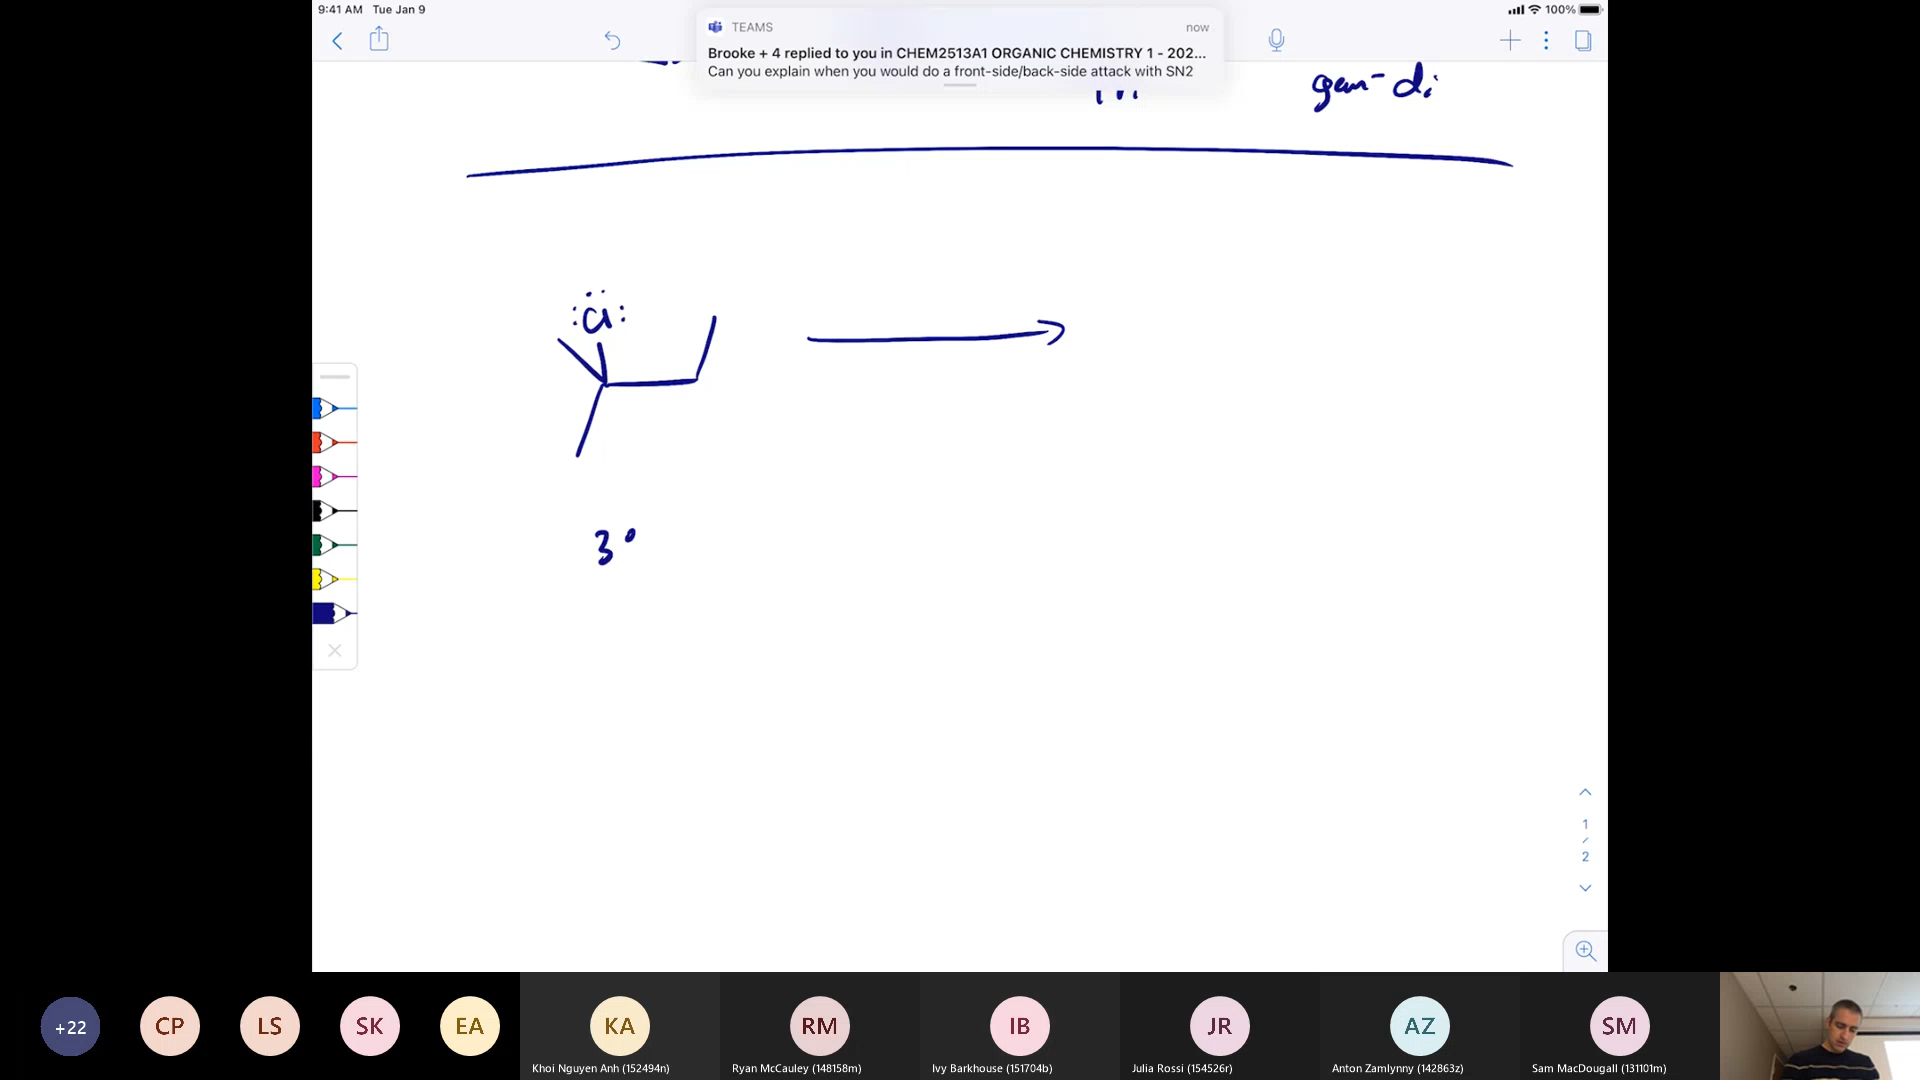 9:41 AM Tue Jan 9
100%
TEAMS
now
Brooke + 4 replied to you in CHEM2513A1 ORGANIC CHEMISTRY 1 - 202...
Can you explain when you would do a front-side/back-side attack with SN2
gem-di
:Cl:
3°
1
/
2
+22
CP
LS
SK
EA
KA
RM
IB
JR
AZ
SM
Khoi Nguyen Anh (152494n)
Ryan McCauley (148158m)
Ivy Barkhouse (151704b)
Julia Rossi (154526r)
Anton Zamlynny (142863z)
Sam MacDougall (131101m)